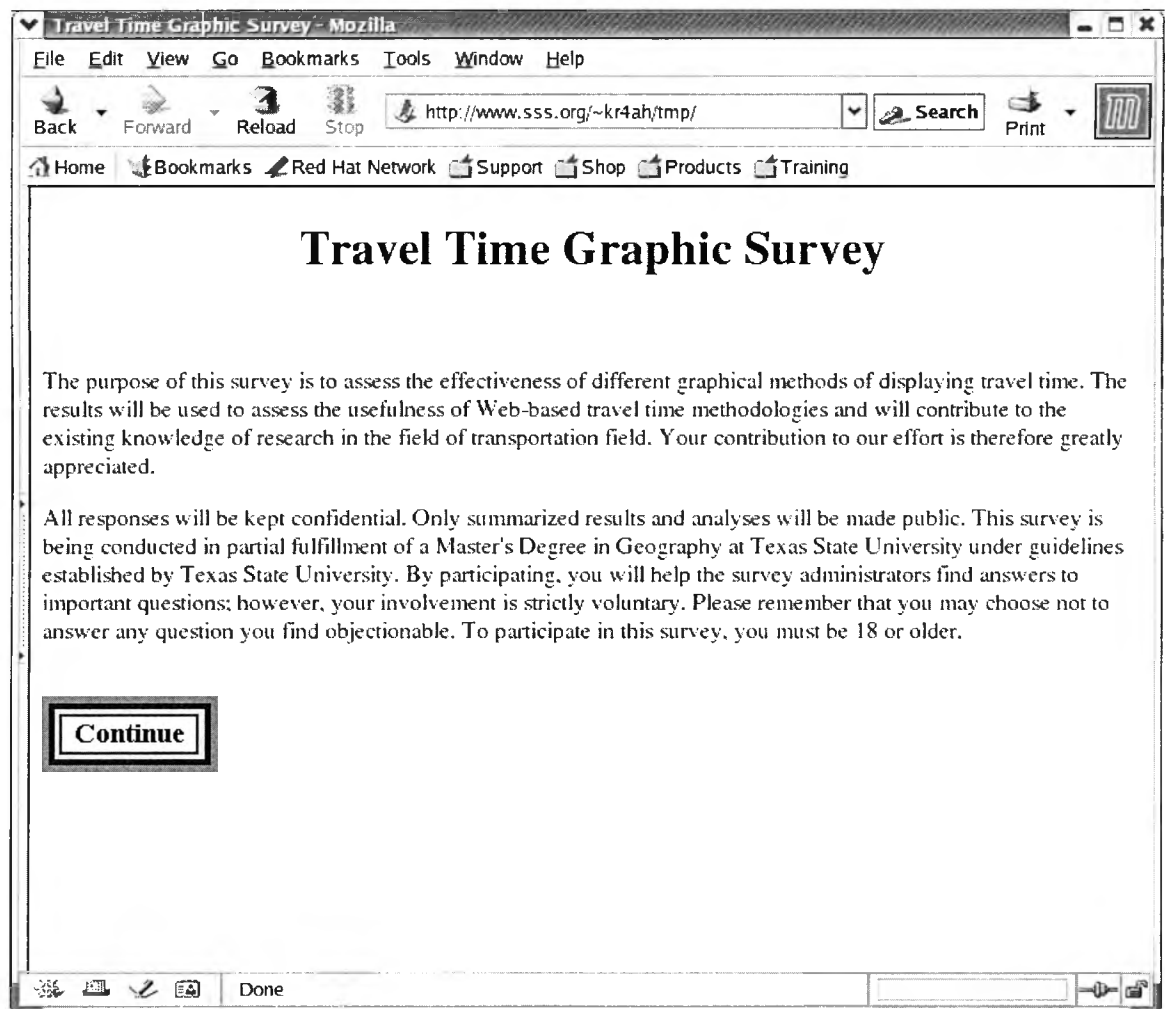 Travel Time Graphic Survey - Mozilla
File Edit View Go Bookmarks Tools Window Help
Back Forward Reload Stop http://www.sss.org/~kr4ah/tmp/ Search Print
Home Bookmarks Red Hat Network Support Shop Products Training
Travel Time Graphic Survey
The purpose of this survey is to assess the effectiveness of different graphical methods of displaying travel time. The
results will be used to assess the usefulness of Web-based travel time methodologies and will contribute to the
existing knowledge of research in the field of transportation field. Your contribution to our effort is therefore greatly
appreciated.
All responses will be kept confidential. Only summarized results and analyses will be made public. This survey is
being conducted in partial fulfillment of a Master's Degree in Geography at Texas State University under guidelines
established by Texas State University. By participating, you will help the survey administrators find answers to
important questions; however, your involvement is strictly voluntary. Please remember that you may choose not to
answer any question you find objectionable. To participate in this survey, you must be 18 or older.
Continue
Done